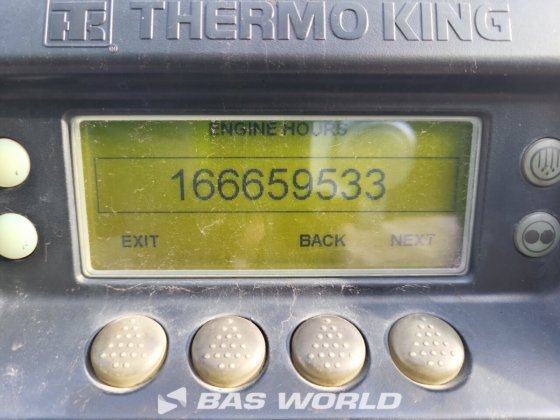 THERMO KING
ENGINE HOURS
166659533
EXIT BACK NEXT
BAS WORLD